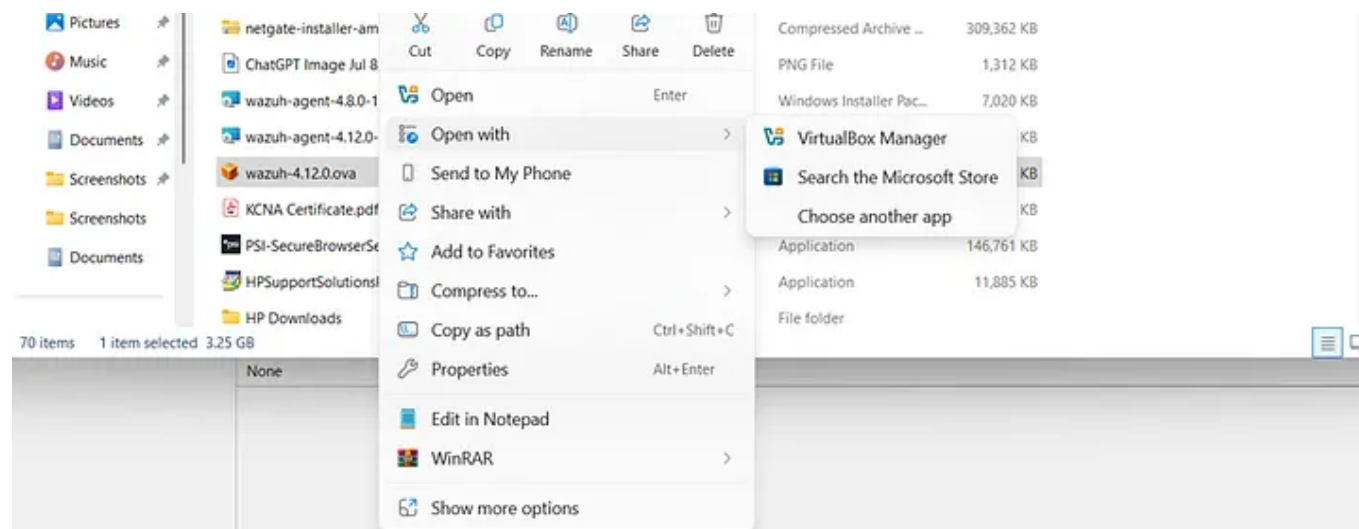 Pictures
Music
Videos
Documents
Screenshots
Screenshots
Documents
netgate-installer-am
ChatGPT Image Jul 8
wazuh-agent-4.8.0-1
wazuh-agent-4.12.0-
wazuh-4.12.0.ova
KCNA Certificate.pdf
PSI-SecureBrowserSe
HPSupportSolutions
HP Downloads
Cut Copy Rename Share Delete
Open Enter
Open with
Send to My Phone
Share with
Add to Favorites
Compress to...
Copy as path Ctrl+Shift+C
Properties Alt+Enter
Edit in Notepad
WinRAR
Show more options
VirtualBox Manager
Search the Microsoft Store
Choose another app
Compressed Archive ... 309,362 KB
PNG File 1,312 KB
Windows Installer Pac... 7,020 KB
KB
KB
KB
Application 146,761 KB
Application 11,885 KB
File folder
70 items 1 item selected 3.25 GB
None